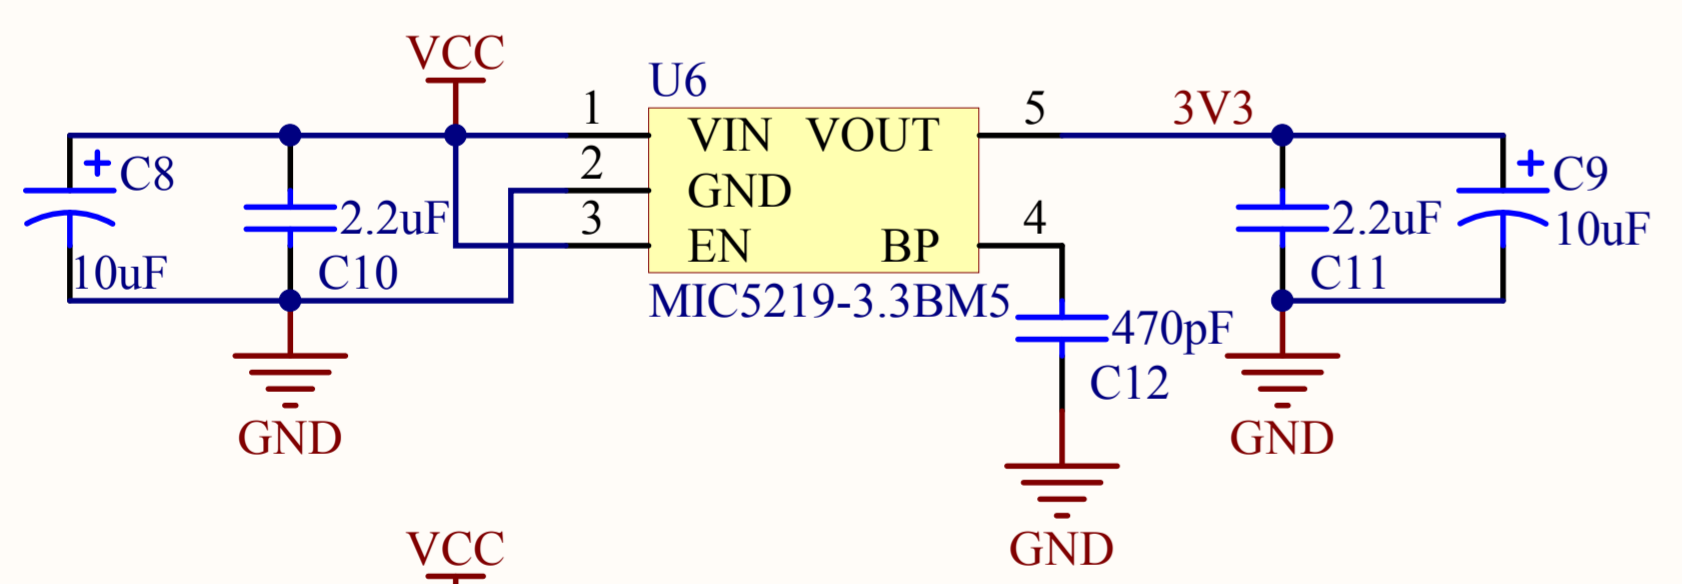 VCC
U6
1
VIN
VOUT
5
3V3
+
C8
2
GND
+
C9
2.2uF
3
EN
BP
4
2.2uF
10uF
10uF
C10
MIC5219-3.3BM5
C11
470pF
C12
GND
GND
GND
VCC